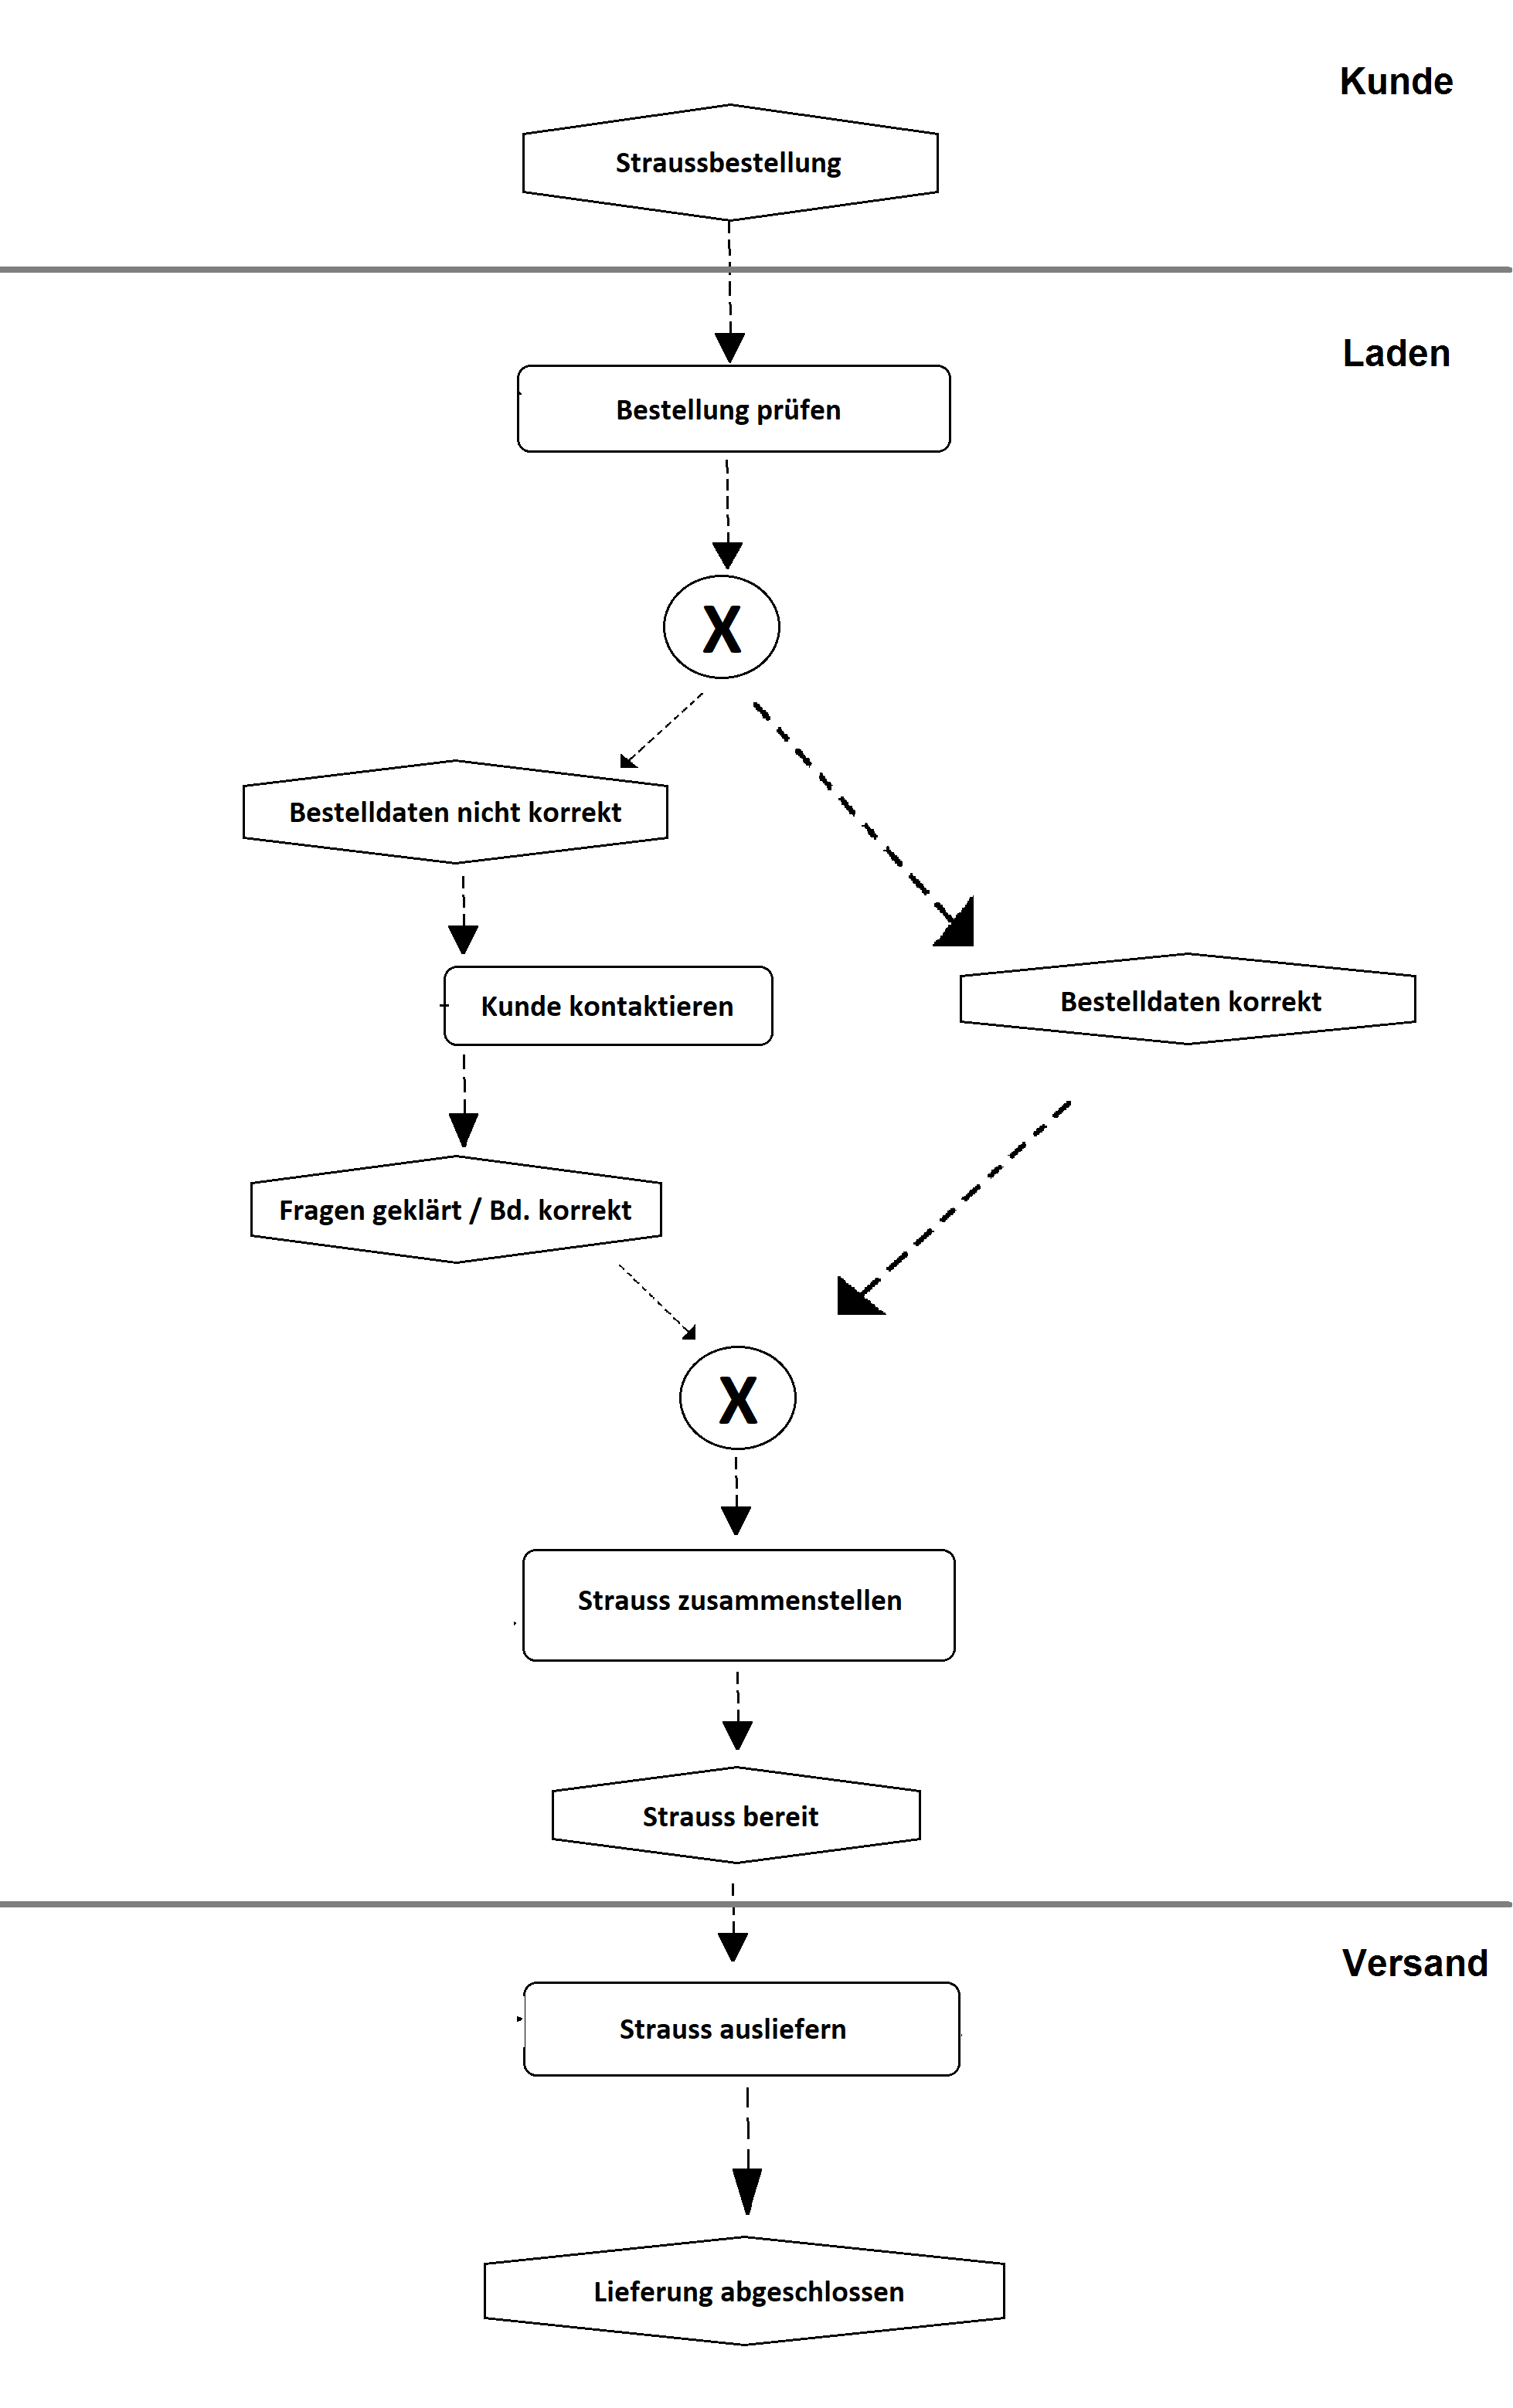 Kunde
Straussbestellung
Laden
Bestellung prüfen
X
Bestelldaten nicht korrekt
Kunde kontaktieren
Bestelldaten korrekt
Fragen geklärt / Bd. korrekt
X
Strauss zusammenstellen
Strauss bereit
Versand
Strauss ausliefern
Lieferung abgeschlossen